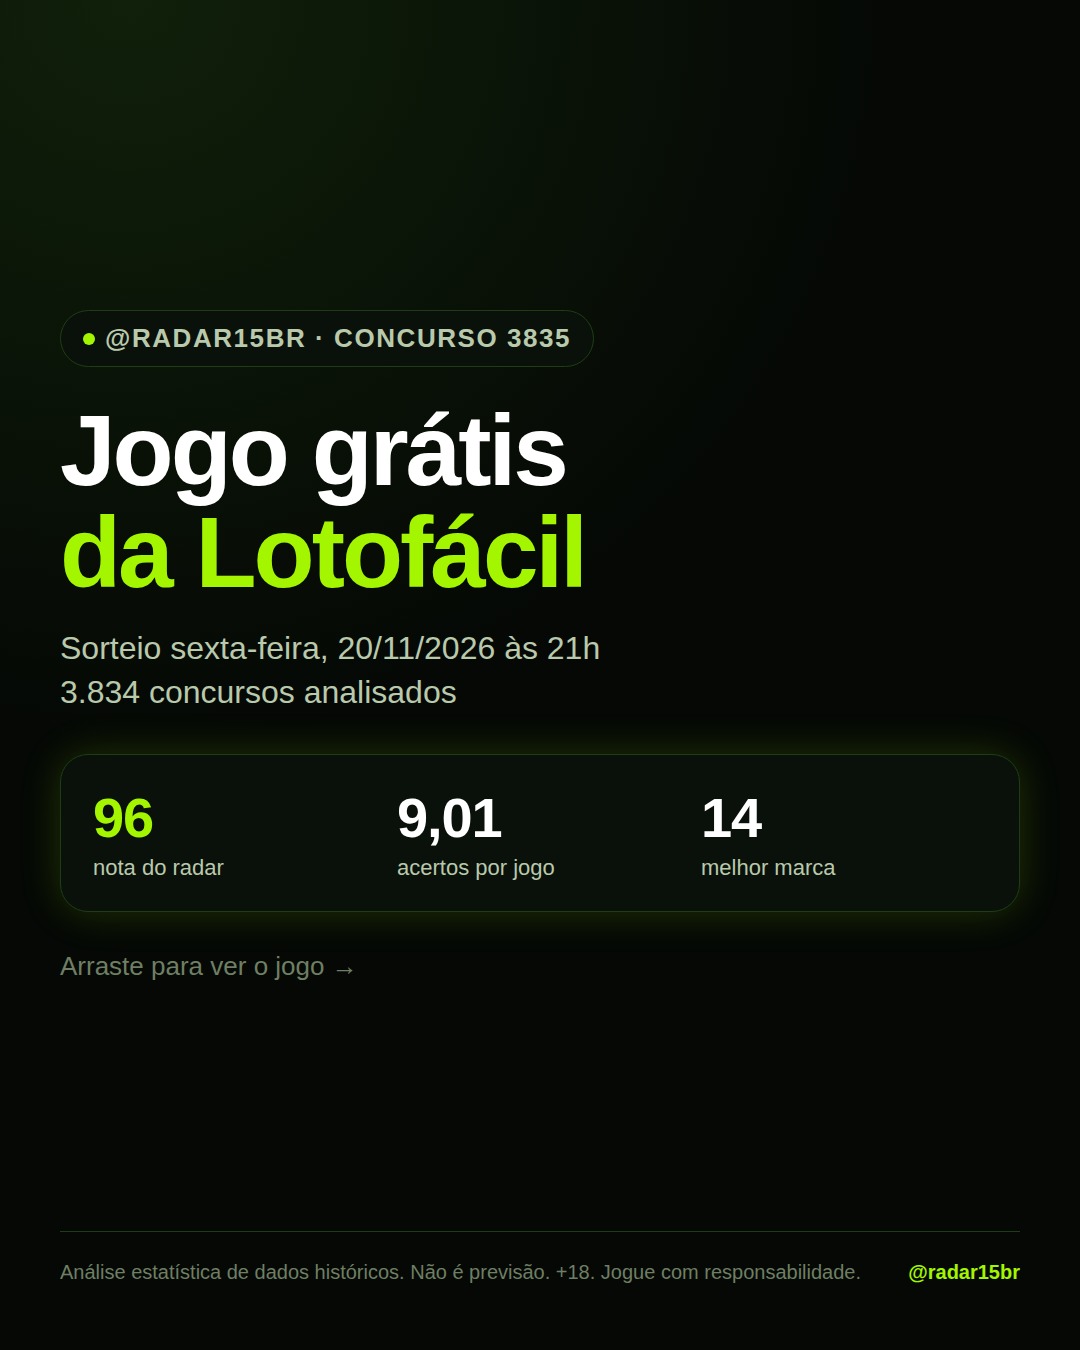 @RADAR15BR · CONCURSO 3835
Jogo grátis
da Lotofácil
Sorteio sexta-feira, 20/11/2026 às 21h
3.834 concursos analisados
96
nota do radar
9,01
acertos por jogo
14
melhor marca
Arraste para ver o jogo →
Análise estatística de dados históricos. Não é previsão. +18. Jogue com responsabilidade.
@radar15br